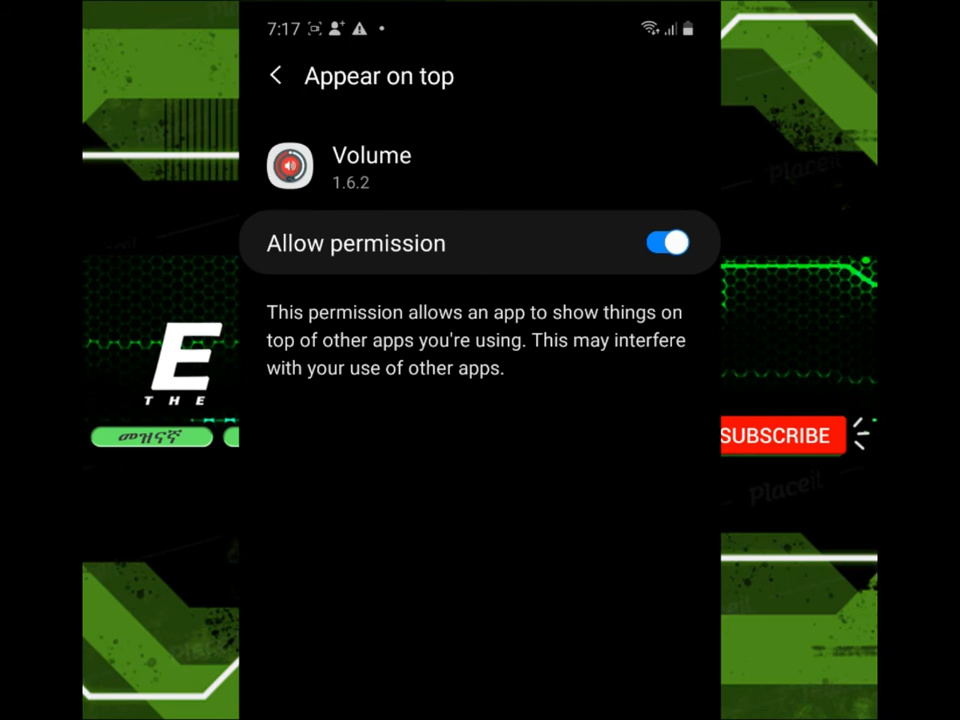 7:17
Appear on top
Volume
1.6.2
Allow permission
This permission allows an app to show things on
top of other apps you're using. This may interfere
with your use of other apps.
E
THE
መዝናኛ
SUBSCRIBE
Placeit
Placeit